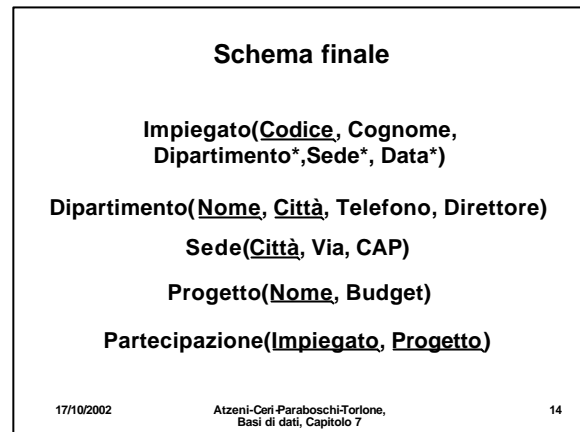 Schema finale
Impiegato(Codice, Cognome,
Dipartimento*,Sede*, Data*)
Dipartimento(Nome, Città, Telefono, Direttore)
Sede(Città, Via, CAP)
Progetto(Nome, Budget)
Partecipazione(Impiegato, Progetto)
17/10/2002
Atzeni-Ceri-Paraboschi-Torlone,
Basi di dati, Capitolo 7
14